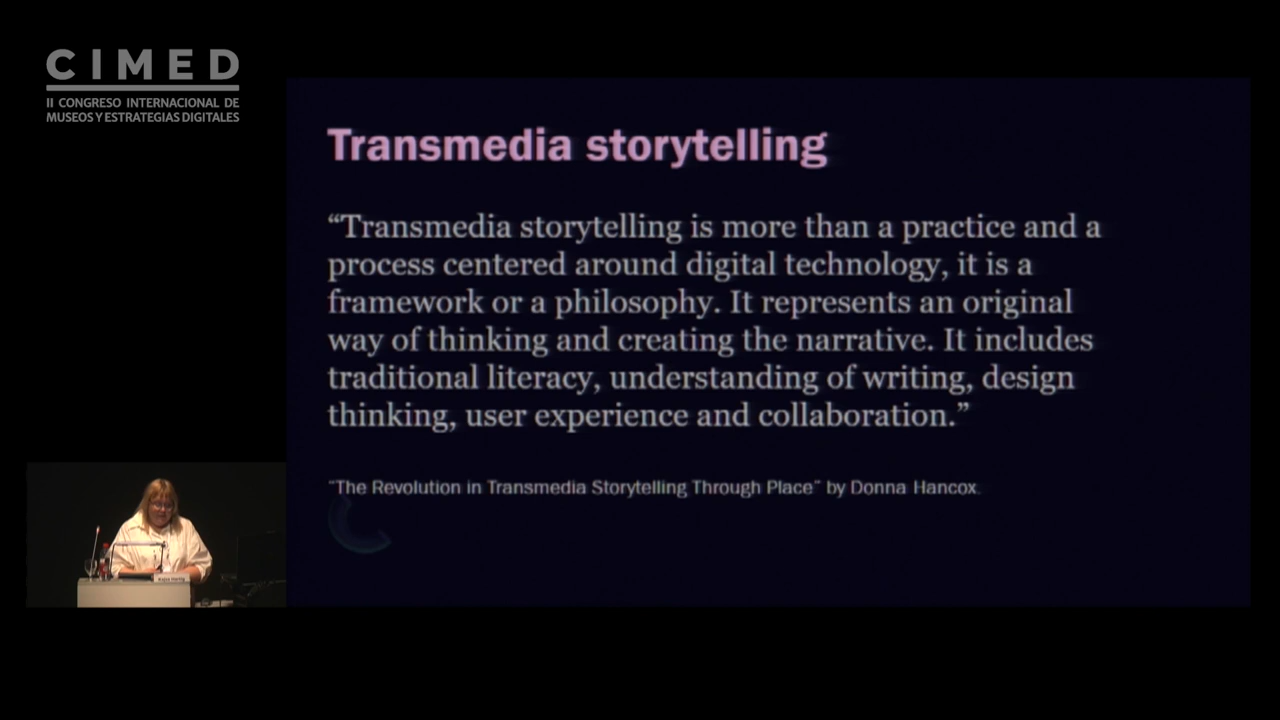 CIMED
II CONGRESO INTERNACIONAL DE
MUSEOS Y ESTRATEGIAS DIGITALES
Transmedia storytelling
“Transmedia storytelling is more than a practice and a
process centered around digital technology, it is a
framework or a philosophy. It represents an original
way of thinking and creating the narrative. It includes
traditional literacy, understanding of writing, design
thinking, user experience and collaboration.”
“The Revolution in Transmedia Storytelling Through Place” by Donna Hancox